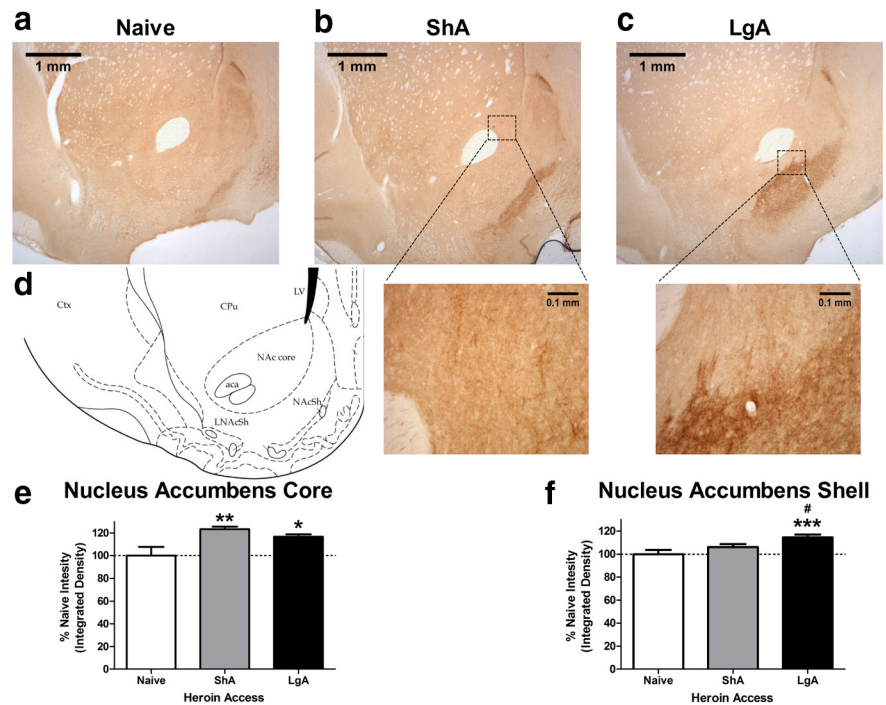 a
Naive
1 mm
b
ShA
1 mm
c
LgA
1 mm
d
Ctx
CPu
LV
NAc core
aca
NAcSh
LNAcSh
0.1 mm
0.1 mm
e
Nucleus Accumbens Core
% Naive Intesity
(Integrated Density)
120
100
80
60
40
20
0
**
*
Naive
ShA
LgA
Heroin Access
f
Nucleus Accumbens Shell
% Naive Intesity
(Integrated Density)
120
100
80
60
40
20
0
#
***
Naive
ShA
LgA
Heroin Access